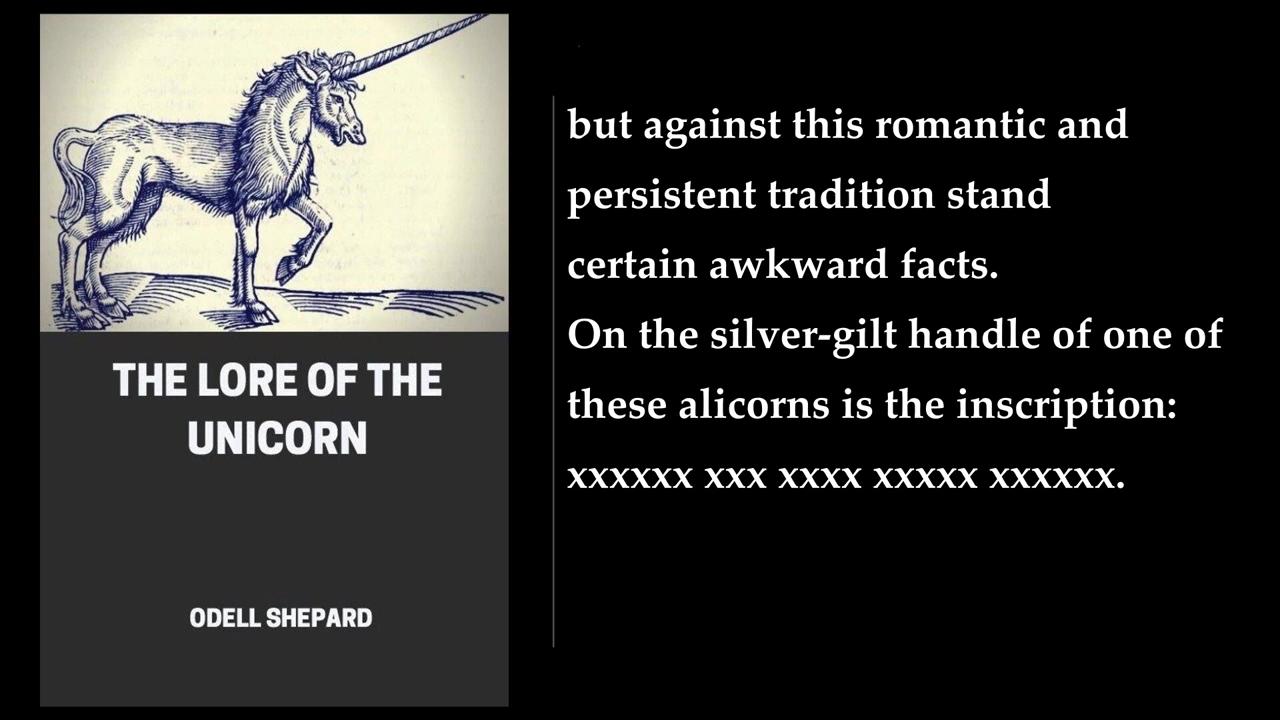 THE LORE OF THE
UNICORN
ODELL SHEPARD
but against this romantic and
persistent tradition stand
certain awkward facts.
On the silver-gilt handle of one of
these alicorns is the inscription:
xxxxxx xxx xxxx xxxxx xxxxxx.